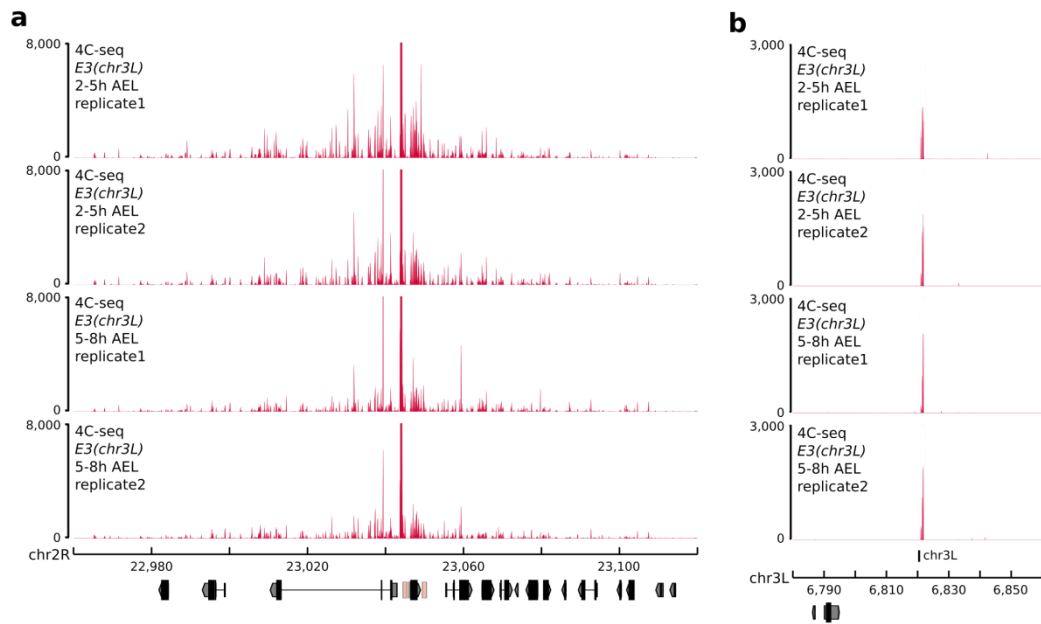 a
8,000
4C-seq
E3(chr3L)
2-5h AEL
replicate1
0
8,000
4C-seq
E3(chr3L)
2-5h AEL
replicate2
0
8,000
4C-seq
E3(chr3L)
5-8h AEL
replicate1
0
8,000
4C-seq
E3(chr3L)
5-8h AEL
replicate2
0
chr2R
22,980 23,020 23,060 23,100
b
3,000
4C-seq
E3(chr3L)
2-5h AEL
replicate1
0
3,000
4C-seq
E3(chr3L)
2-5h AEL
replicate2
0
3,000
4C-seq
E3(chr3L)
5-8h AEL
replicate1
0
3,000
4C-seq
E3(chr3L)
5-8h AEL
replicate2
0
chr3L
chr3L
6,790 6,810 6,830 6,850